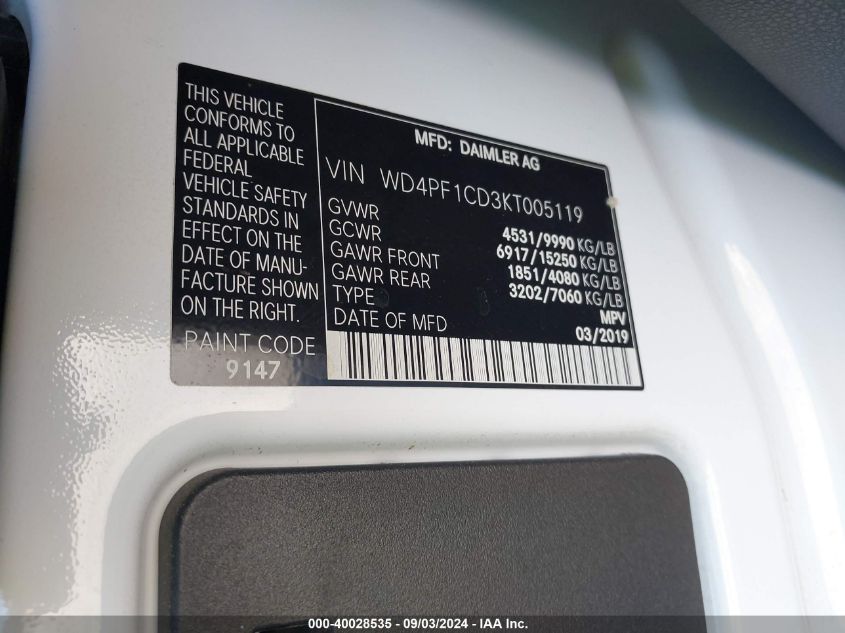 THIS VEHICLE
CONFORMS TO
ALL APPLICABLE
FEDERAL
VEHICLE SAFETY
STANDARDS IN
EFFECT ON THE
DATE OF MANU-
FACTURE SHOWN
ON THE RIGHT.
PAINT CODE
9147
MFD: DAIMLER AG
VIN WD4PF1CD3KT005119
GVWR 4531/9990 KG/LB
GCWR 6917/15250 KG/LB
GAWR FRONT 1851/4080 KG/LB
GAWR REAR 3202/7060 KG/LB
TYPE MPV
DATE OF MFD 03/2019
000-40028535 - 09/03/2024 - IAA Inc.